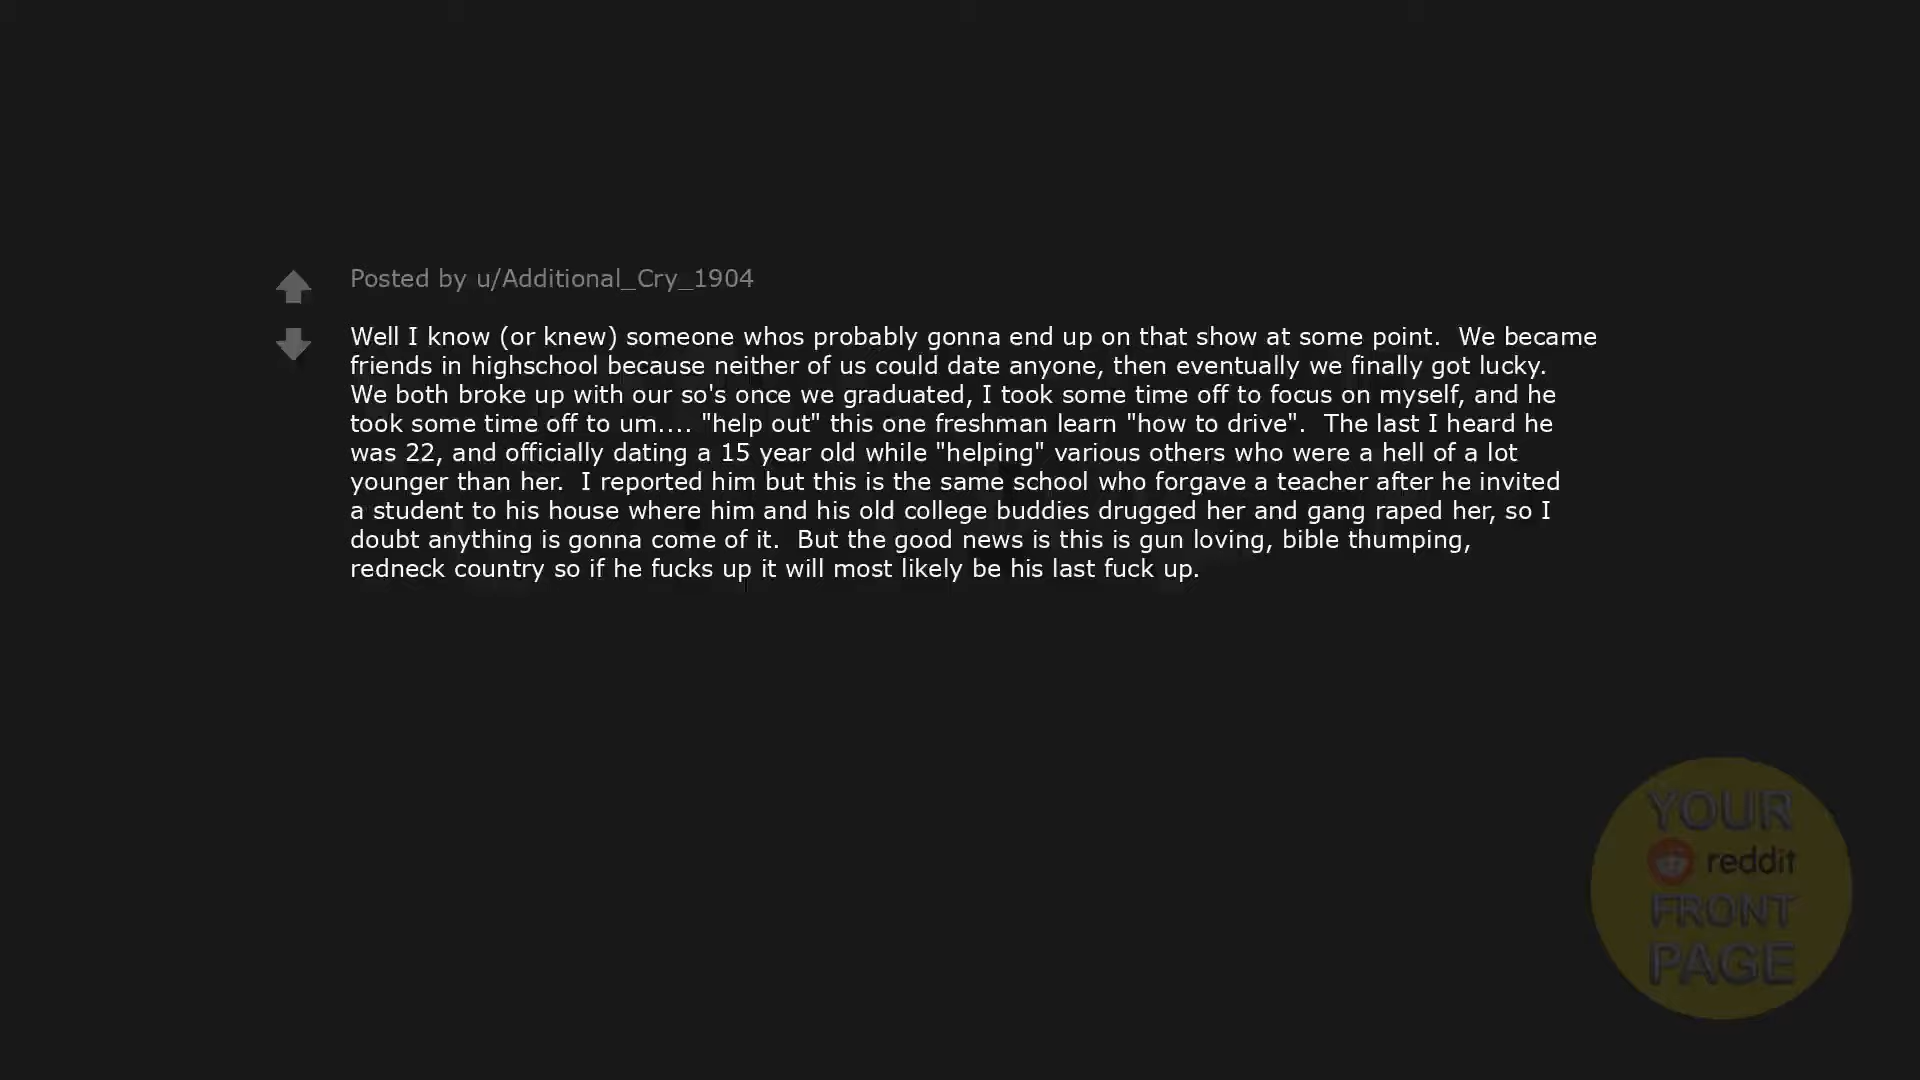 Posted by u/Additional_Cry_1904
Well I know (or knew) someone whos probably gonna end up on that show at some point.  We became
friends in highschool because neither of us could date anyone, then eventually we finally got lucky.
We both broke up with our so's once we graduated, I took some time off to focus on myself, and he
took some time off to um.... "help out" this one freshman learn "how to drive".  The last I heard he
was 22, and officially dating a 15 year old while "helping" various others who were a hell of a lot
younger than her.  I reported him but this is the same school who forgave a teacher after he invited
a student to his house where him and his old college buddies drugged her and gang raped her, so I
doubt anything is gonna come of it.  But the good news is this is gun loving, bible thumping,
redneck country so if he fucks up it will most likely be his last fuck up.
YOUR
reddit
FRONT
PAGE